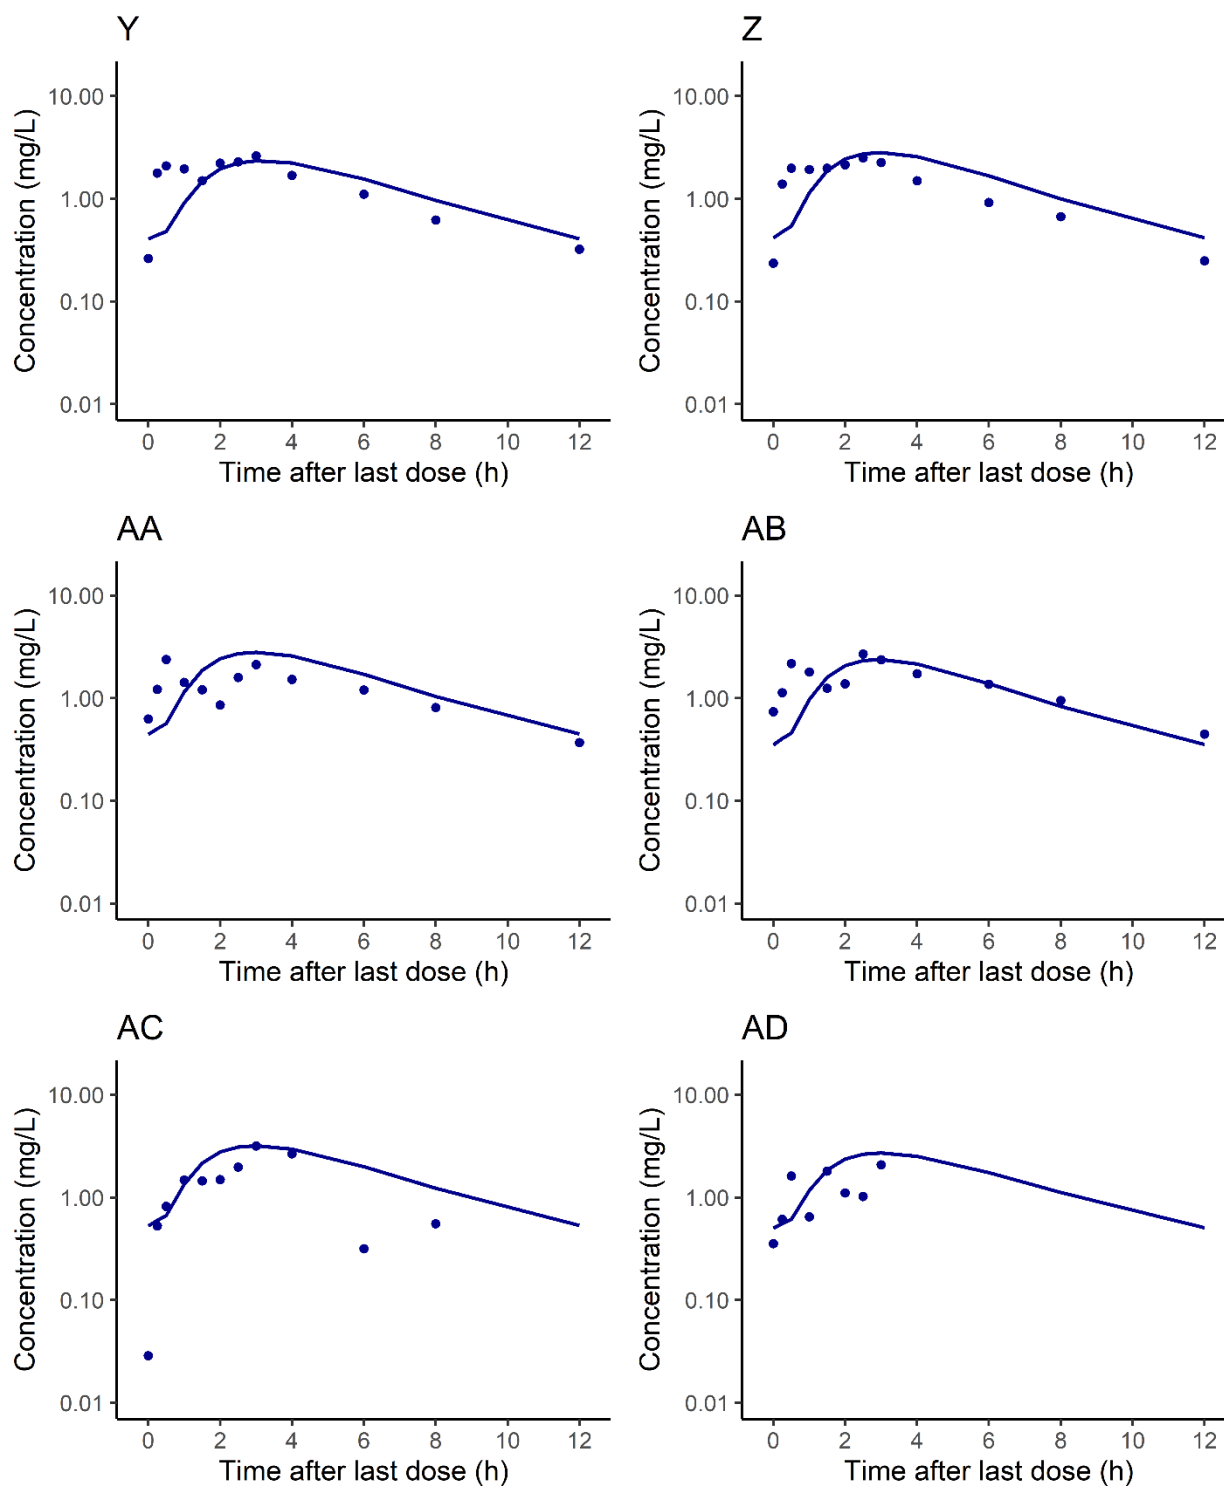 Y
Concentration (mg/L)
10.00
1.00
0.10
0.01
0 2 4 6 8 10 12
Time after last dose (h)
Z
Concentration (mg/L)
10.00
1.00
0.10
0.01
0 2 4 6 8 10 12
Time after last dose (h)
AA
Concentration (mg/L)
10.00
1.00
0.10
0.01
0 2 4 6 8 10 12
Time after last dose (h)
AB
Concentration (mg/L)
10.00
1.00
0.10
0.01
0 2 4 6 8 10 12
Time after last dose (h)
AC
Concentration (mg/L)
10.00
1.00
0.10
0.01
0 2 4 6 8 10 12
Time after last dose (h)
AD
Concentration (mg/L)
10.00
1.00
0.10
0.01
0 2 4 6 8 10 12
Time after last dose (h)